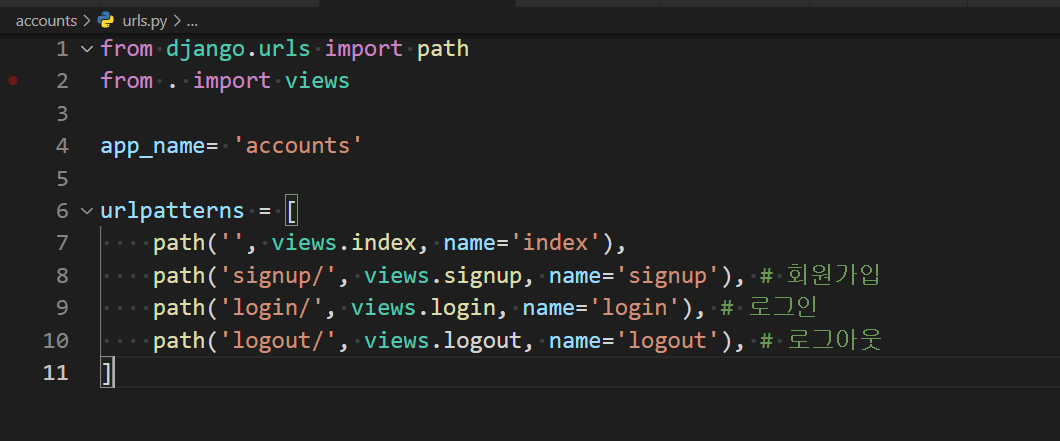 accounts > urls.py > ...
1 from django.urls import path
2 from . import views
3
4 app_name= 'accounts'
5
6 urlpatterns = [
7     path('', views.index, name='index'),
8     path('signup/', views.signup, name='signup'), # 회원가입
9     path('login/', views.login, name='login'), # 로그인
10     path('logout/', views.logout, name='logout'), # 로그아웃
11 ]